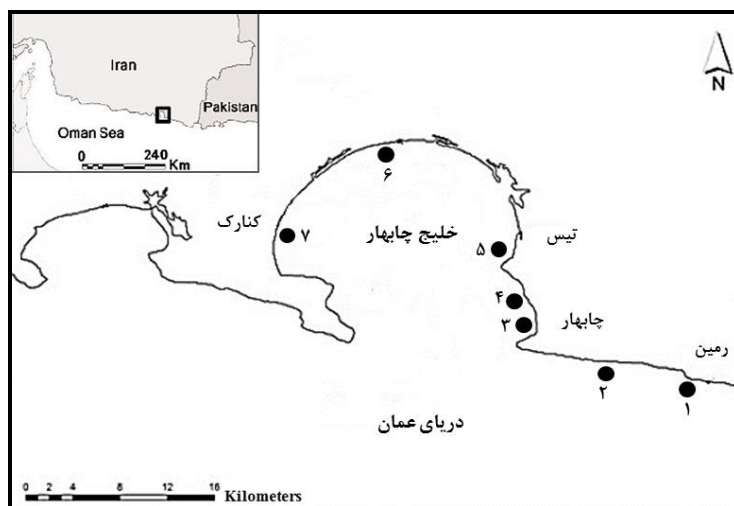 Iran
Pakistan
Oman Sea
0 240
Km
N
۶
کنارک
۷
خلیج چابهار
تیس
۵
۴
چابهار
۳
رمین
۲
۱
دریای عمان
0 2 4 8 12 16
Kilometers